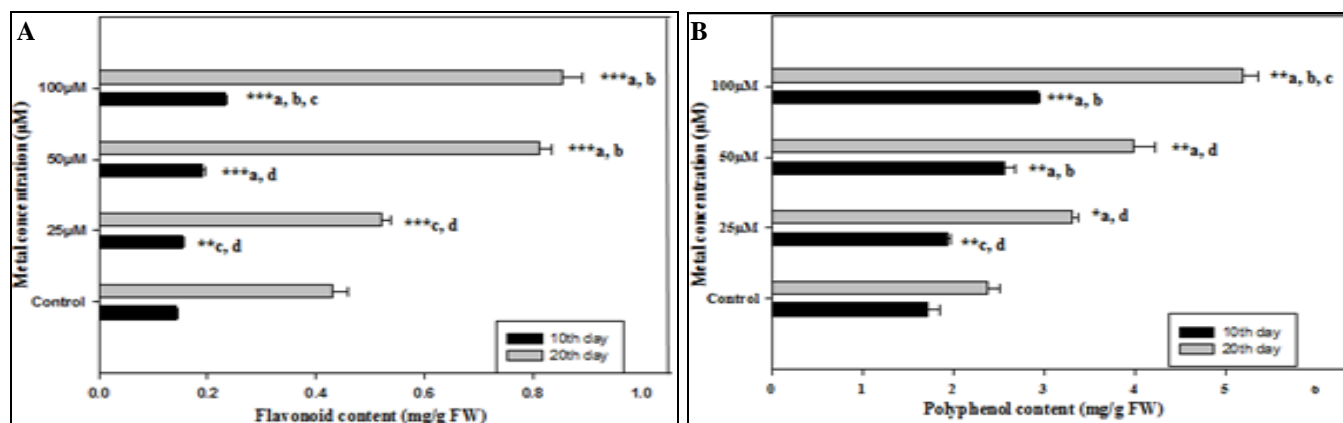 A
Metal concentration (µM)
100µM
***a, b
***a, b, c
50µM
***a, b
***a, d
25µM
***c, d
**c, d
Control
10th day
20th day
0.0 0.2 0.4 0.6 0.8 1.0
Flavonoid content (mg/g FW)
B
Metal concentration (µM)
100µM
**a, b, c
***a, b
50µM
**a, d
**a, b
25µM
*a, d
**c, d
Control
10th day
20th day
0 1 2 3 4 5 6
Polyphenol content (mg/g FW)